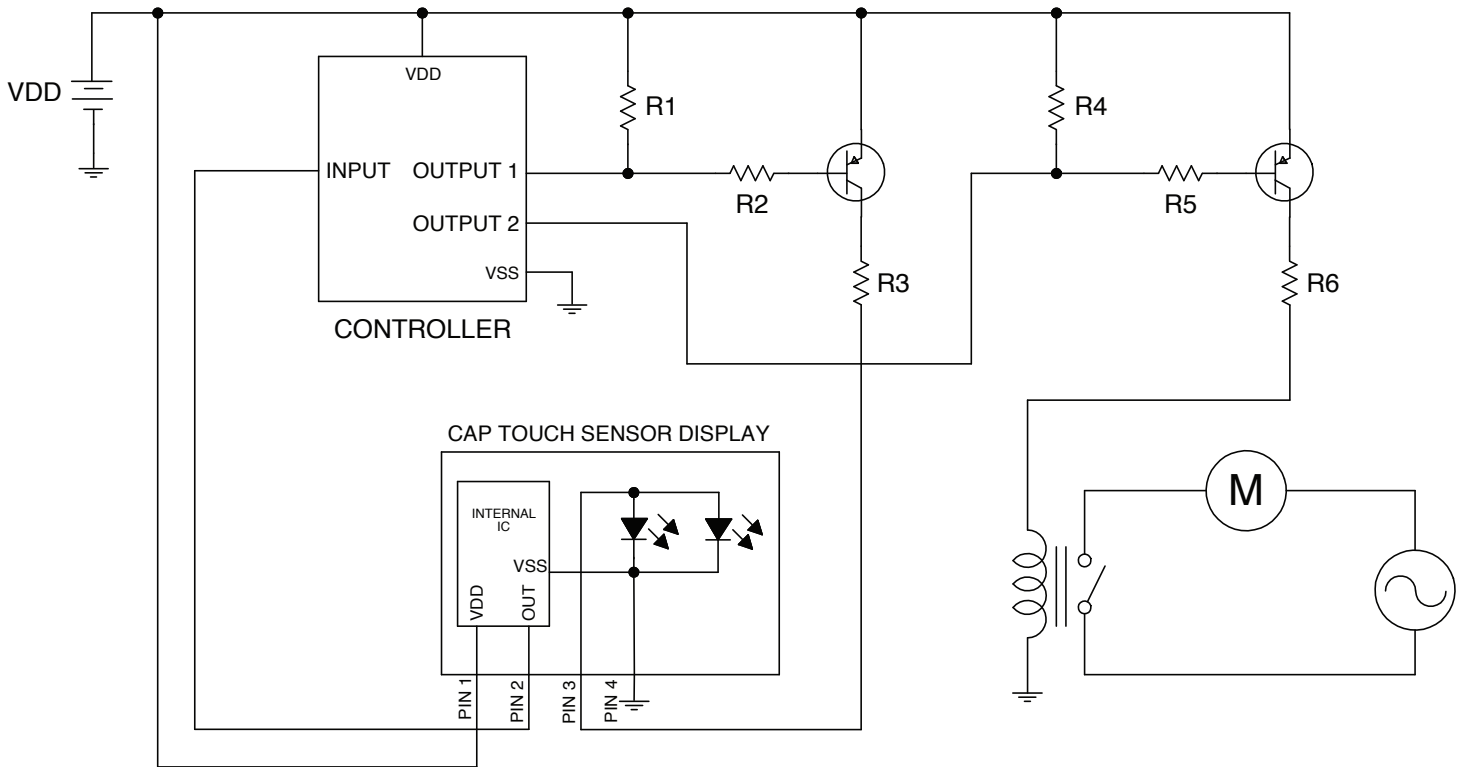 VDD
VDD
INPUT
OUTPUT 1
OUTPUT 2
VSS
CONTROLLER
R1
R2
R3
R4
R5
R6
CAP TOUCH SENSOR DISPLAY
INTERNAL
IC
VSS
VDD
OUT
PIN 1
PIN 2
PIN 3
PIN 4
M